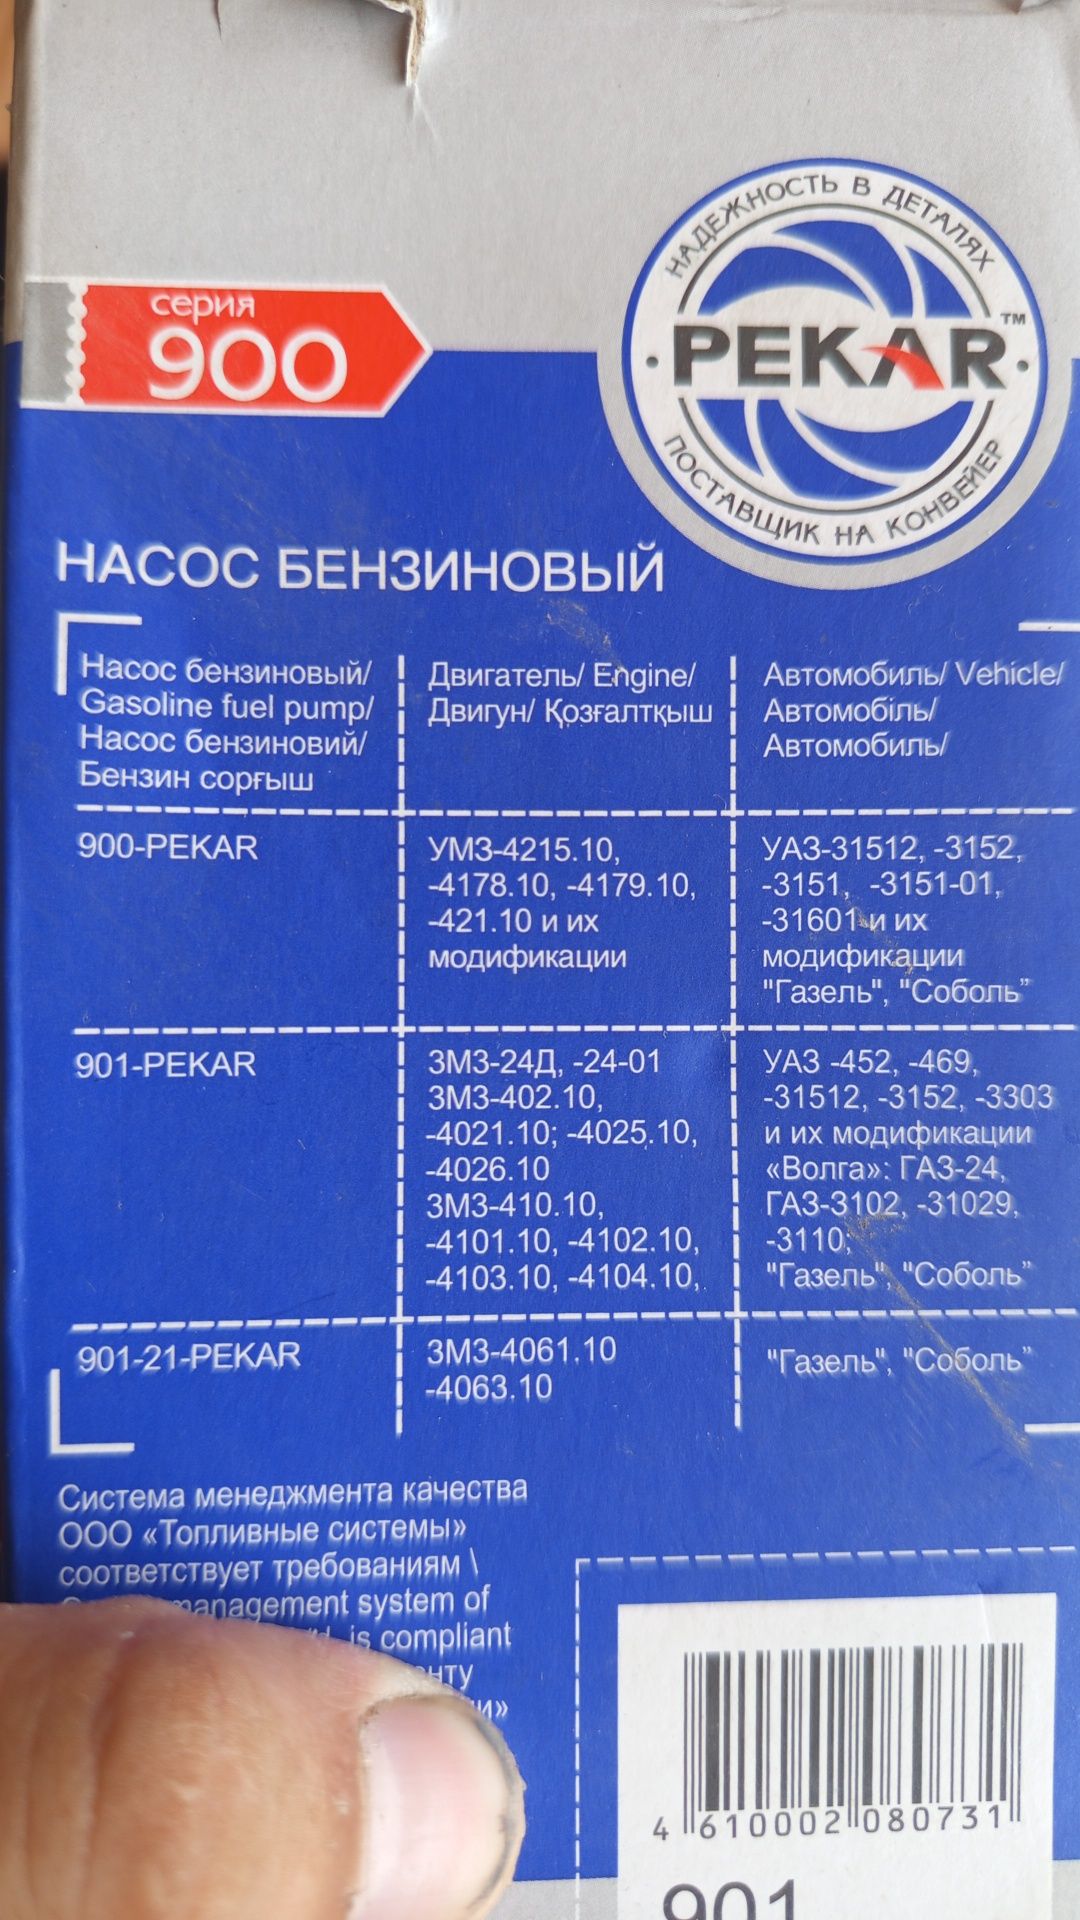 серия
900
НАДЕЖНОСТЬ В ДЕТАЛЯХ
PEKAR™
ПОСТАВЩИК НА КОНВЕЙЕР
НАСОС БЕНЗИНОВЫЙ
Насос бензиновый/
Gasoline fuel pump/
Насос бензиновий/
Бензин сорғыш
Двигатель/ Engine/
Двигун/ Қозғалтқыш
Автомобиль/ Vehicle/
Автомобіль/
Автомобиль/
900-PEKAR
УМЗ-4215.10,
-4178.10, -4179.10,
-421.10 и их
модификации
УАЗ-31512, -3152,
-3151, -3151-01,
-31601 и их
модификации
"Газель", "Соболь"
901-PEKAR
ЗМЗ-24Д, -24-01
ЗМЗ-402.10,
-4021.10; -4025.10,
-4026.10
ЗМЗ-410.10,
-4101.10, -4102.10,
-4103.10, -4104.10,
УАЗ -452, -469,
-31512, -3152, -3303
и их модификации
«Волга»: ГАЗ-24,
ГАЗ-3102, -31029,
-3110,
"Газель", "Соболь"
901-21-PEKAR
ЗМЗ-4061.10
-4063.10
"Газель", "Соболь"
Система менеджмента качества
ООО «Топливные системы»
соответствует требованиям \
management system of
is compliant
4 610002 080731
901